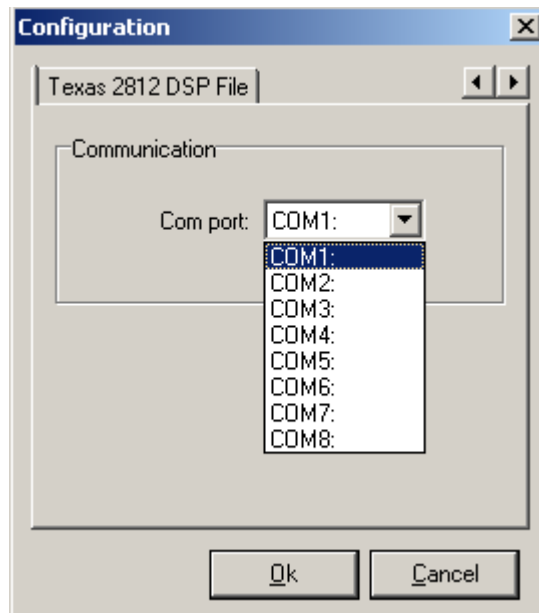 Configuration
Texas 2812 DSP File
Communication
Com port: COM1:
COM1:
COM2:
COM3:
COM4:
COM5:
COM6:
COM7:
COM8:
Ok Cancel